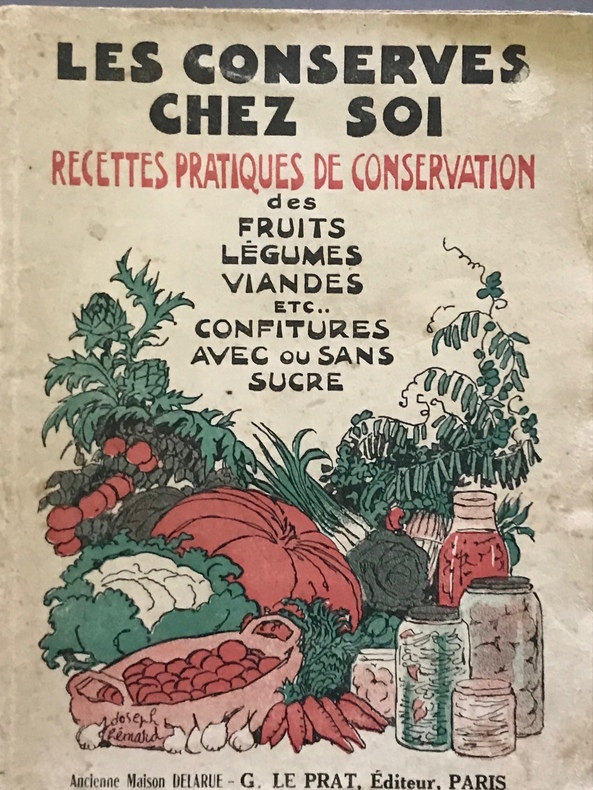 LES CONSERVES
CHEZ SOI
RECETTES PRATIQUES DE CONSERVATION
des
FRUITS
LÉGUMES
VIANDES
ETC..
CONFITURES
AVEC OU SANS
SUCRE
Joseph
Hémard
Ancienne Maison DELARUE - G. LE PRAT, Éditeur, PARIS